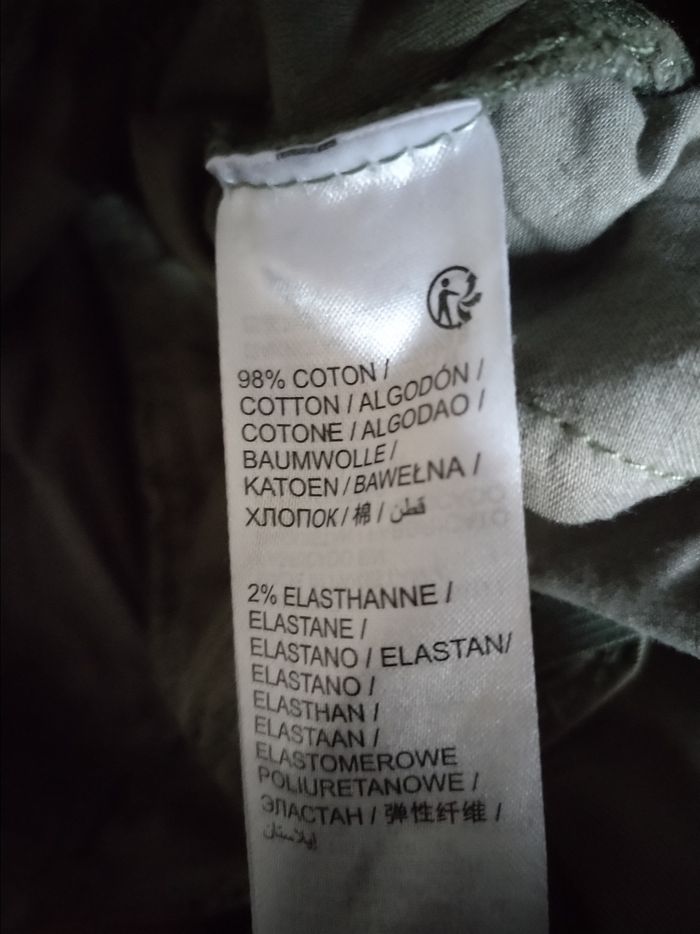 98% COTON /
COTTON / ALGODÓN /
COTONE / ALGODAO /
BAUMWOLLE /
KATOEN / BAWEŁNA /
ХЛОПОК / 棉 / قطن
2% ELASTHANNE /
ELASTANE /
ELASTANO / ELASTAN/
ELASTANO /
ELASTHAN /
ELASTAAN /
ELASTOMEROWE
POLIURETANOWE /
ЭЛАСТАН / 弹性纤维 /
إيلاستان